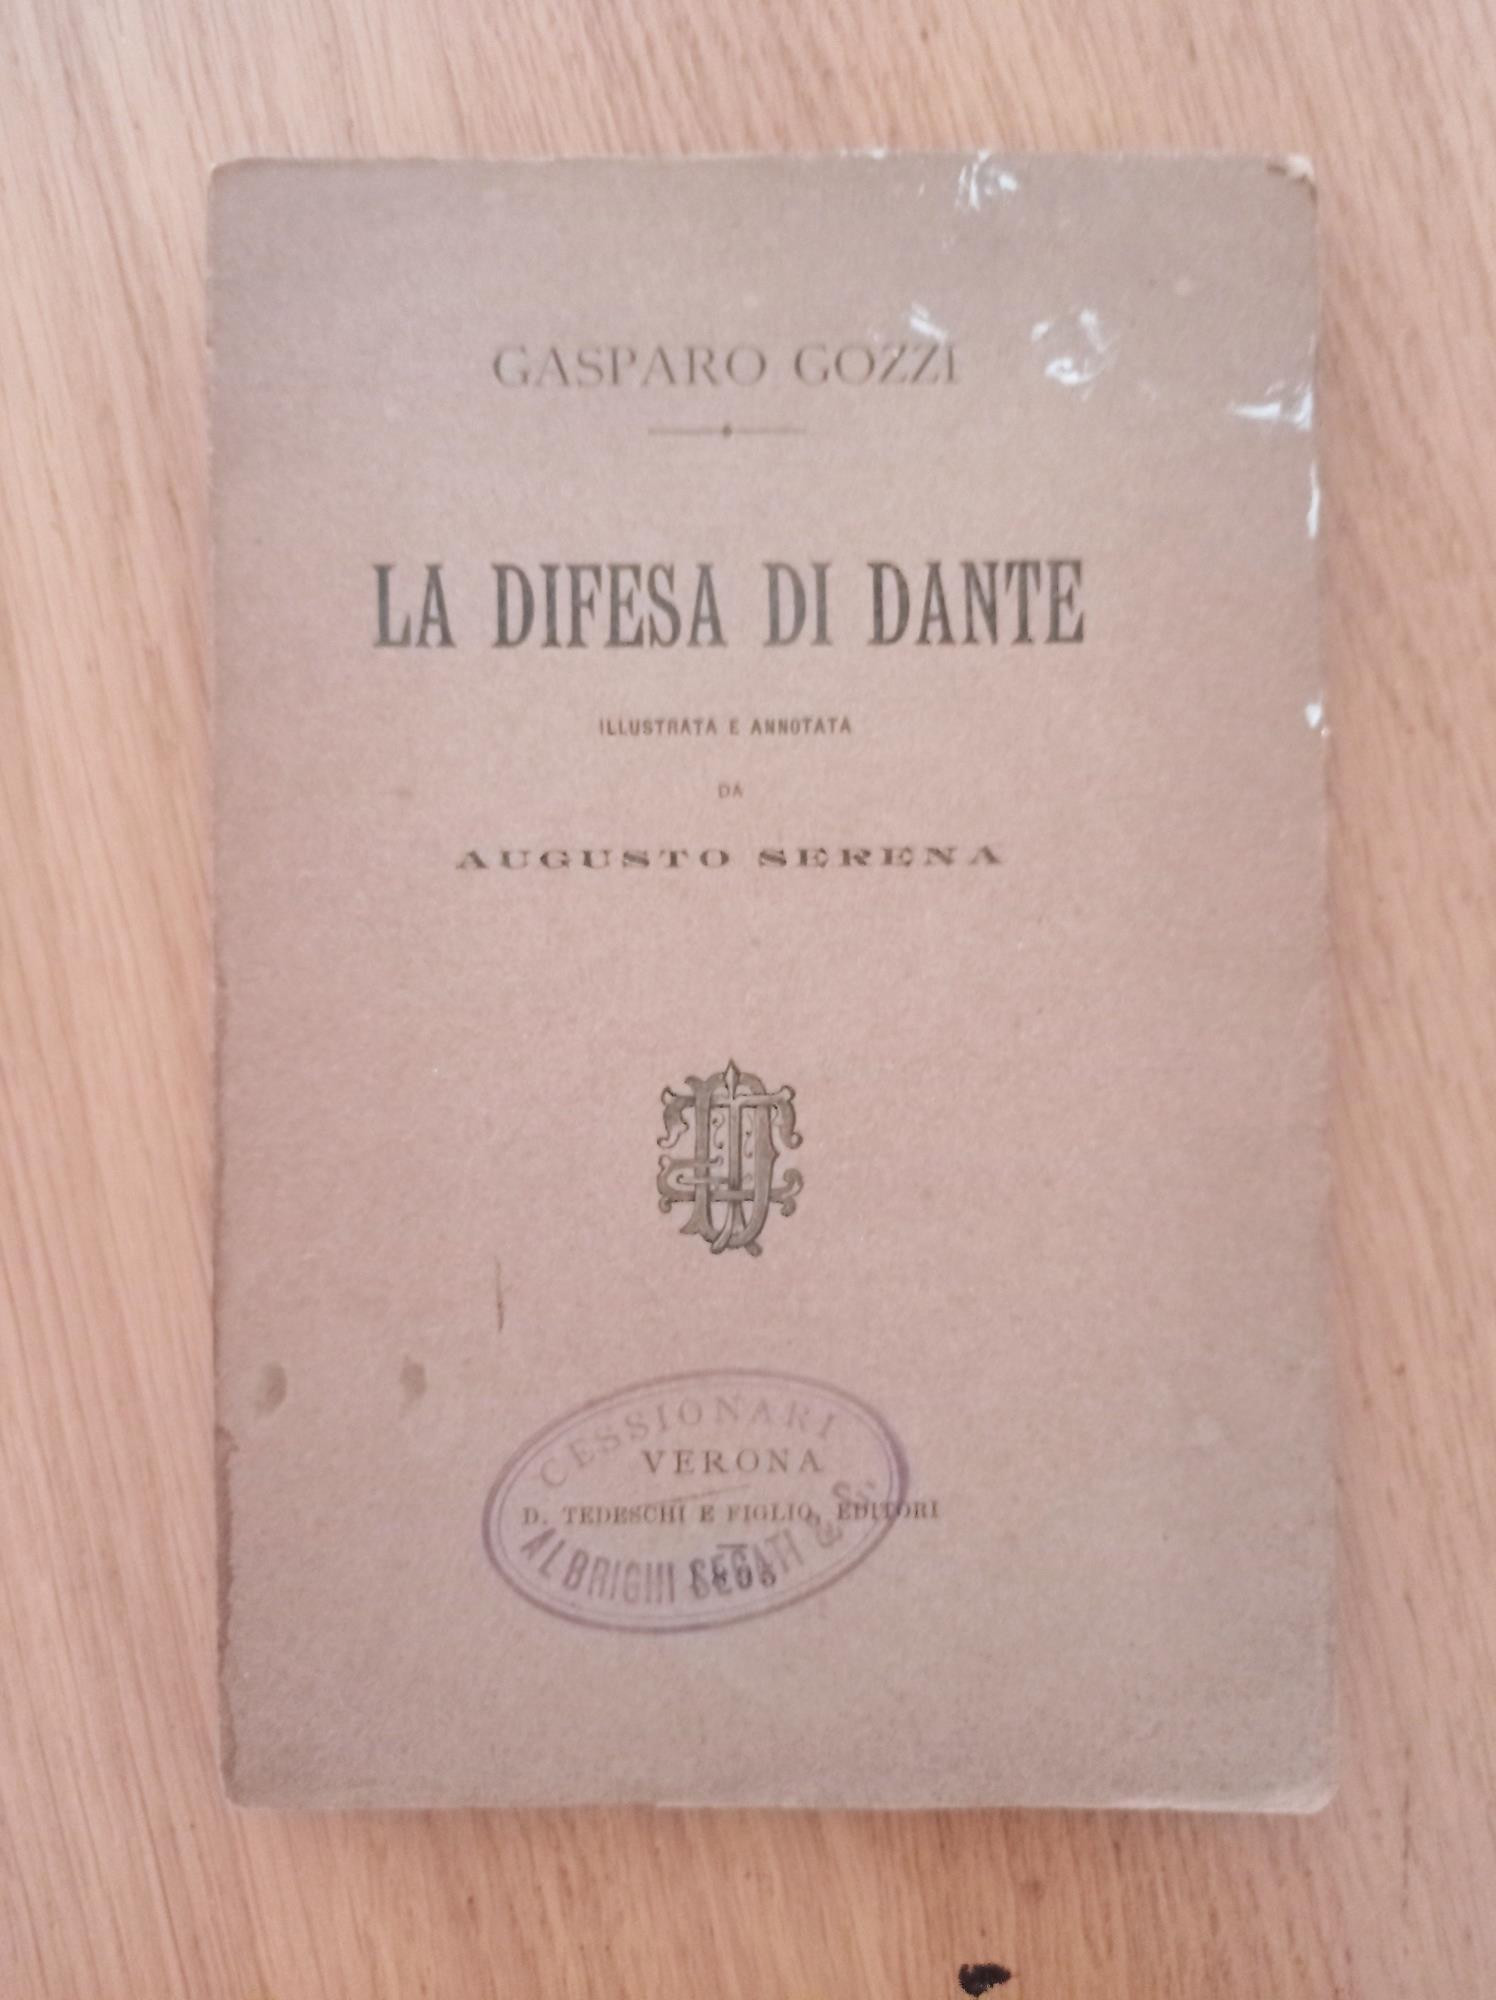 GASPARO GOZZI
LA DIFESA DI DANTE
ILLUSTRATA E ANNOTATA
DA
AUGUSTO SERENA
CESSIONARI
VERONA
D. TEDESCHI E FIGLIO, EDITORI
ALBRIGHI SEGATI & C.